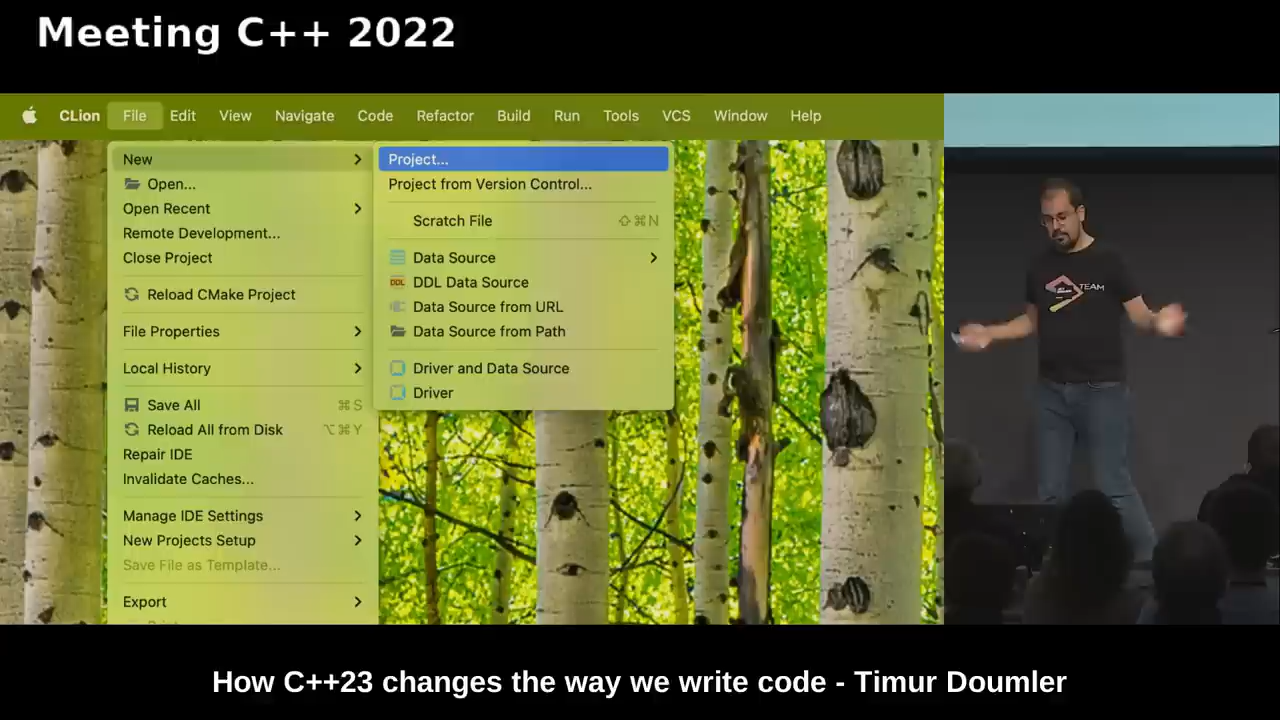 Meeting C++ 2022
CLion File Edit View Navigate Code Refactor Build Run Tools VCS Window Help
New
Open...
Open Recent
Remote Development...
Close Project
Reload CMake Project
File Properties
Local History
Save All ⌘S
Reload All from Disk ⌥⌘Y
Repair IDE
Invalidate Caches...
Manage IDE Settings
New Projects Setup
Save File as Template...
Export
Project...
Project from Version Control...
Scratch File ⇧⌘N
Data Source
DDL Data Source
Data Source from URL
Data Source from Path
Driver and Data Source
Driver
TEAM
How C++23 changes the way we write code - Timur Doumler